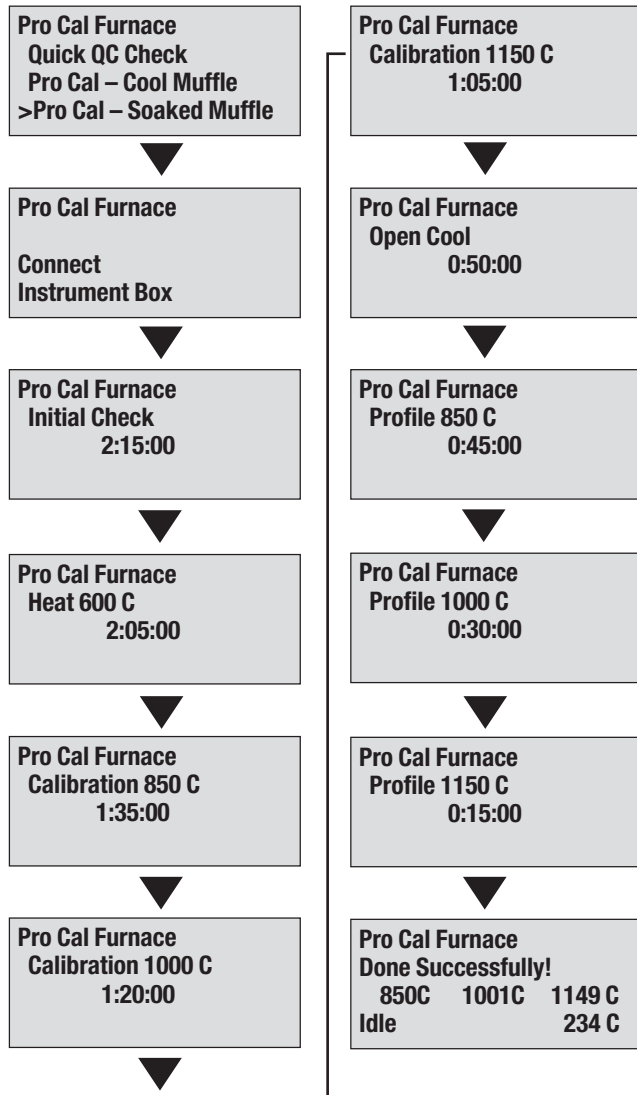 Pro Cal Furnace
Quick QC Check
Pro Cal – Cool Muffle
>Pro Cal – Soaked Muffle
Pro Cal Furnace
Connect
Instrument Box
Pro Cal Furnace
Initial Check
2:15:00
Pro Cal Furnace
Heat 600 C
2:05:00
Pro Cal Furnace
Calibration 850 C
1:35:00
Pro Cal Furnace
Calibration 1000 C
1:20:00
Pro Cal Furnace
Calibration 1150 C
1:05:00
Pro Cal Furnace
Open Cool
0:50:00
Pro Cal Furnace
Profile 850 C
0:45:00
Pro Cal Furnace
Profile 1000 C
0:30:00
Pro Cal Furnace
Profile 1150 C
0:15:00
Pro Cal Furnace
Done Successfully!
850C 1001C 1149 C
Idle 234 C